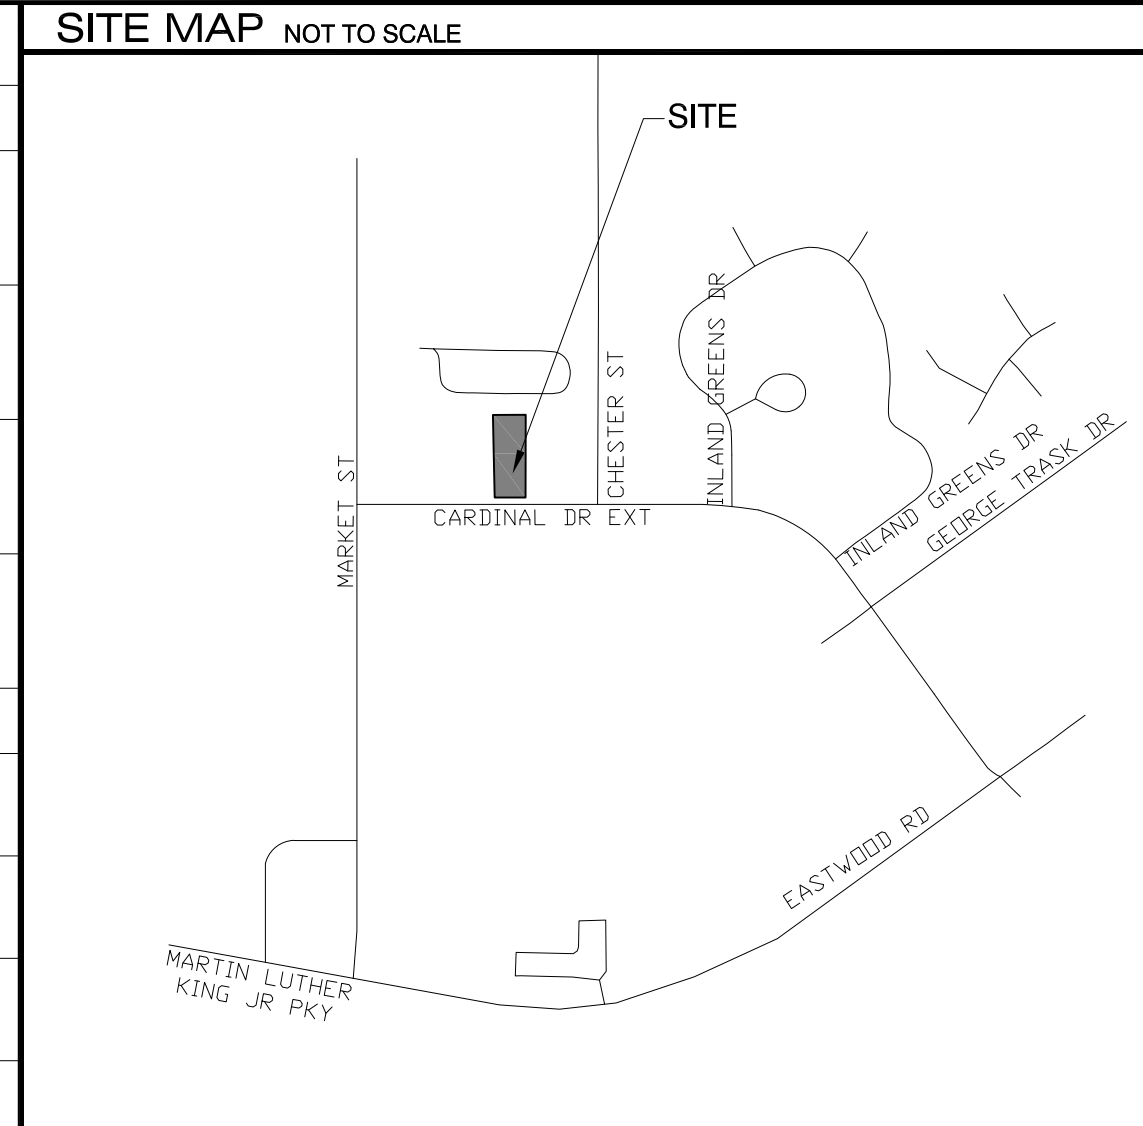 SITE MAP NOT TO SCALE
SITE
INLAND GREENS DR
CHESTER ST
MARKET ST
CARDINAL DR EXT
INLAND GREENS DR
GEORGE TRASK DR
EASTWOOD RD
MARTIN LUTHER
KING JR PKY